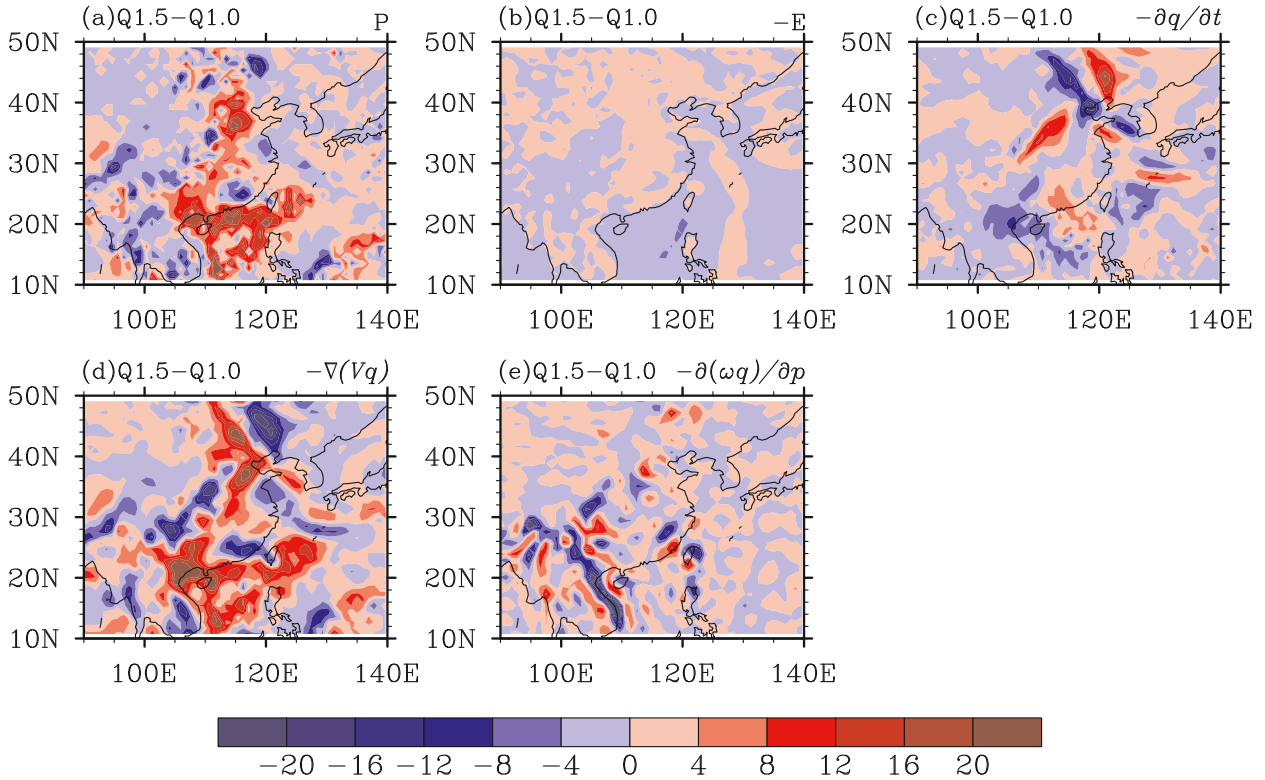 (a)Q1.5−Q1.0 P
(b)Q1.5−Q1.0 −E
(c)Q1.5−Q1.0 −∂q/∂t
50N 50N 50N
40N 40N 40N
30N 30N 30N
20N 20N 20N
10N 10N 10N
100E 120E 140E 100E 120E 140E 100E 120E 140E
(d)Q1.5−Q1.0 −∇(Vq)
(e)Q1.5−Q1.0 −∂(ωq)/∂p
50N 50N
40N 40N
30N 30N
20N 20N
10N 10N
100E 120E 140E 100E 120E 140E
−20 −16 −12 −8 −4 0 4 8 12 16 20